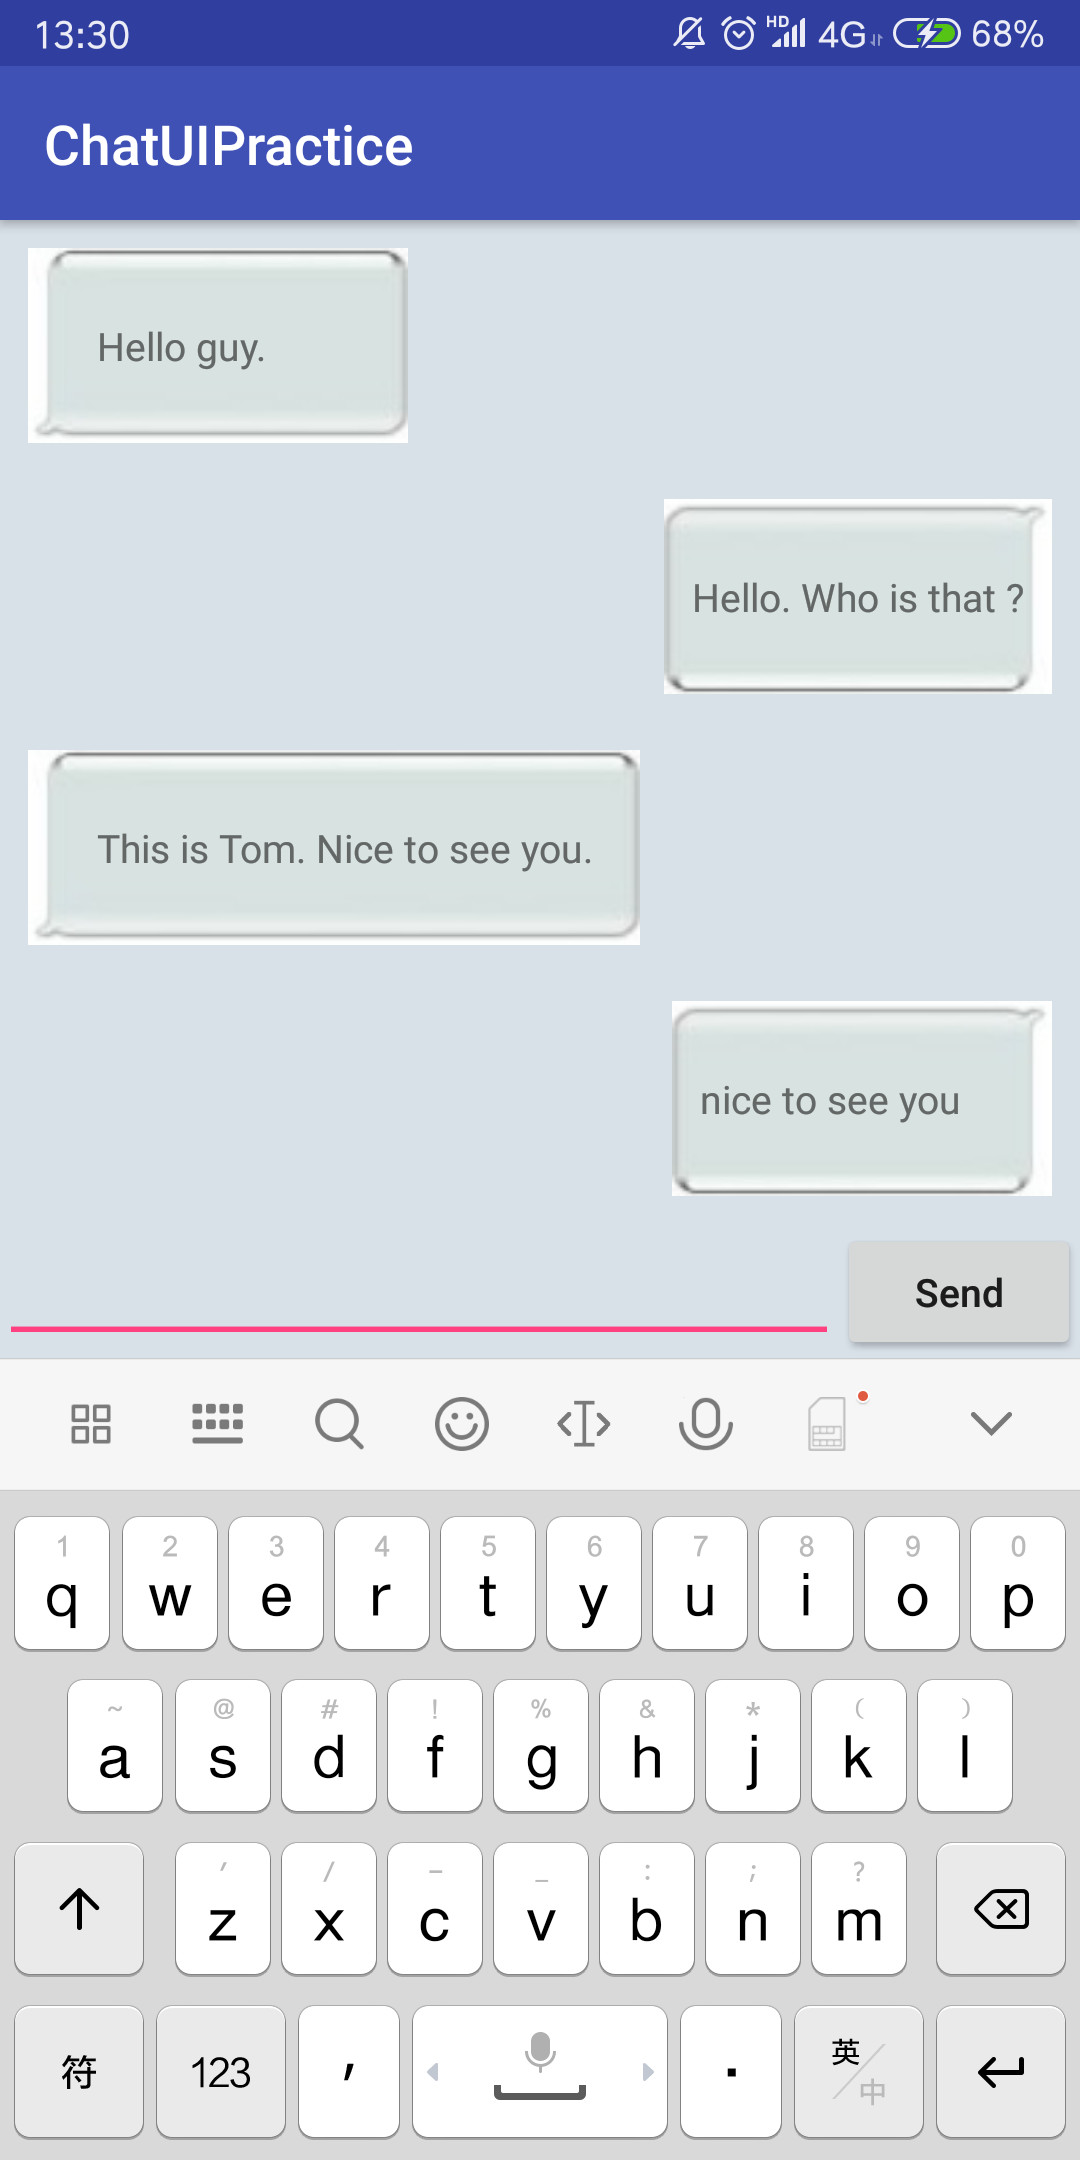 13:30 HD 4G 68%
ChatUIPractice
Hello guy.
Hello. Who is that ?
This is Tom. Nice to see you.
nice to see you
Send
1 2 3 4 5 6 7 8 9 0
q w e r t y u i o p
~ @ # ! % & * ( )
a s d f g h j k l
′ / – _ : ; ?
z x c v b n m
符 123 , . 英/中